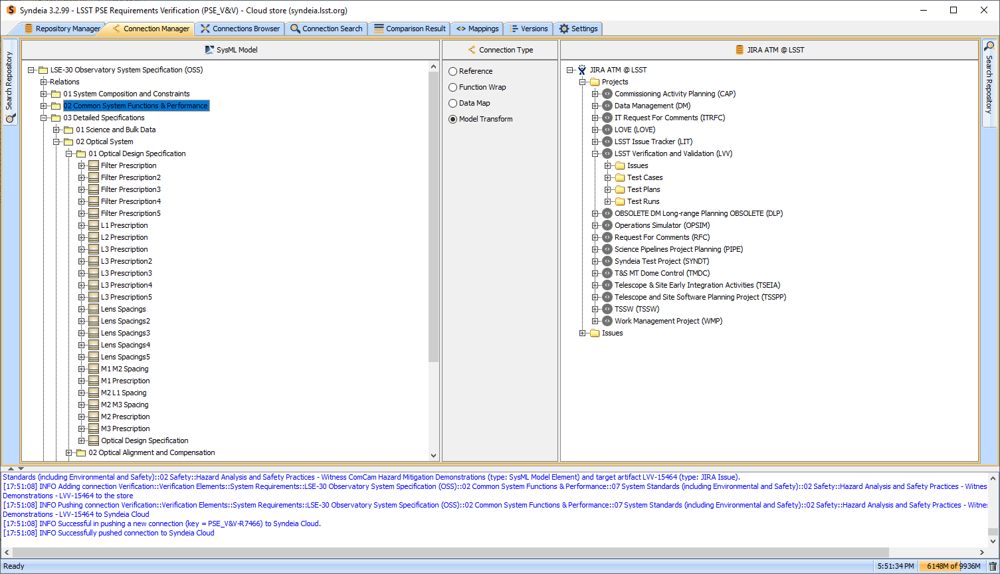 Syndeia 3.2.99 - LSST PSE Requirements Verification (PSE_V&V) - Cloud store (syndeia.lsst.org)
Repository Manager
Connection Manager
Connections Browser
Connection Search
Comparison Result
Mappings
Versions
Settings
Search Repository
SysML Model
LSE-30 Observatory System Specification (OSS)
Relations
01 System Composition and Constraints
02 Common System Functions & Performance
03 Detailed Specifications
01 Science and Bulk Data
02 Optical System
01 Optical Design Specification
Filter Prescription
Filter Prescription2
Filter Prescription3
Filter Prescription4
Filter Prescription5
L1 Prescription
L2 Prescription
L3 Prescription
L3 Prescription2
L3 Prescription3
L3 Prescription4
L3 Prescription5
Lens Spacings
Lens Spacings2
Lens Spacings3
Lens Spacings4
Lens Spacings5
M1 M2 Spacing
M1 Prescription
M2 L1 Spacing
M2 M3 Spacing
M2 Prescription
M3 Prescription
Optical Design Specification
02 Optical Alignment and Compensation
Connection Type
Reference
Function Wrap
Data Map
Model Transform
JIRA ATM @ LSST
JIRA ATM @ LSST
Projects
Commissioning Activity Planning (CAP)
Data Management (DM)
IT Request For Comments (ITRFC)
LOVE (LOVE)
LSST Issue Tracker (LIT)
LSST Verification and Validation (LVV)
Issues
Test Cases
Test Plans
Test Runs
OBSOLETE DM Long-range Planning OBSOLETE (DLP)
Operations Simulator (OPSIM)
Request For Comments (RFC)
Science Pipelines Project Planning (PIPE)
Syndeia Test Project (SYNDT)
T&S MT Dome Control (TMDC)
Telescope & Site Early Integration Activities (TSEIA)
Telescope and Site Software Planning Project (TSSPP)
TSSW (TSSW)
Work Management Project (WMP)
Issues
Search Repository
Standards (including Environmental and Safety)::02 Safety::Hazard Analysis and Safety Practices - Witness ComCam Hazard Mitigation Demonstrations (type: SysML Model Element) and target artifact LVV-15464 (type: JIRA Issue).
[17:51:08] INFO Adding connection Verification::Verification Elements::System Requirements::LSE-30 Observatory System Specification (OSS)::02 Common System Functions & Performance::07 System Standards (including Environmental and Safety)::02 Safety::Hazard Analysis and Safety Practices - Witnes
Demonstrations - LVV-15464 to the store
[17:51:08] INFO Pushing connection Verification::Verification Elements::System Requirements::LSE-30 Observatory System Specification (OSS)::02 Common System Functions & Performance::07 System Standards (including Environmental and Safety)::02 Safety::Hazard Analysis and Safety Practices - Witne
Demonstrations - LVV-15464 to Syndeia Cloud
[17:51:08] INFO Successful in pushing a new connection (key = PSE_V&V-R7466) to Syndeia Cloud.
[17:51:08] INFO Successfully pushed connection to Syndeia Cloud
Ready
5:51:34 PM
6148M of 9936M